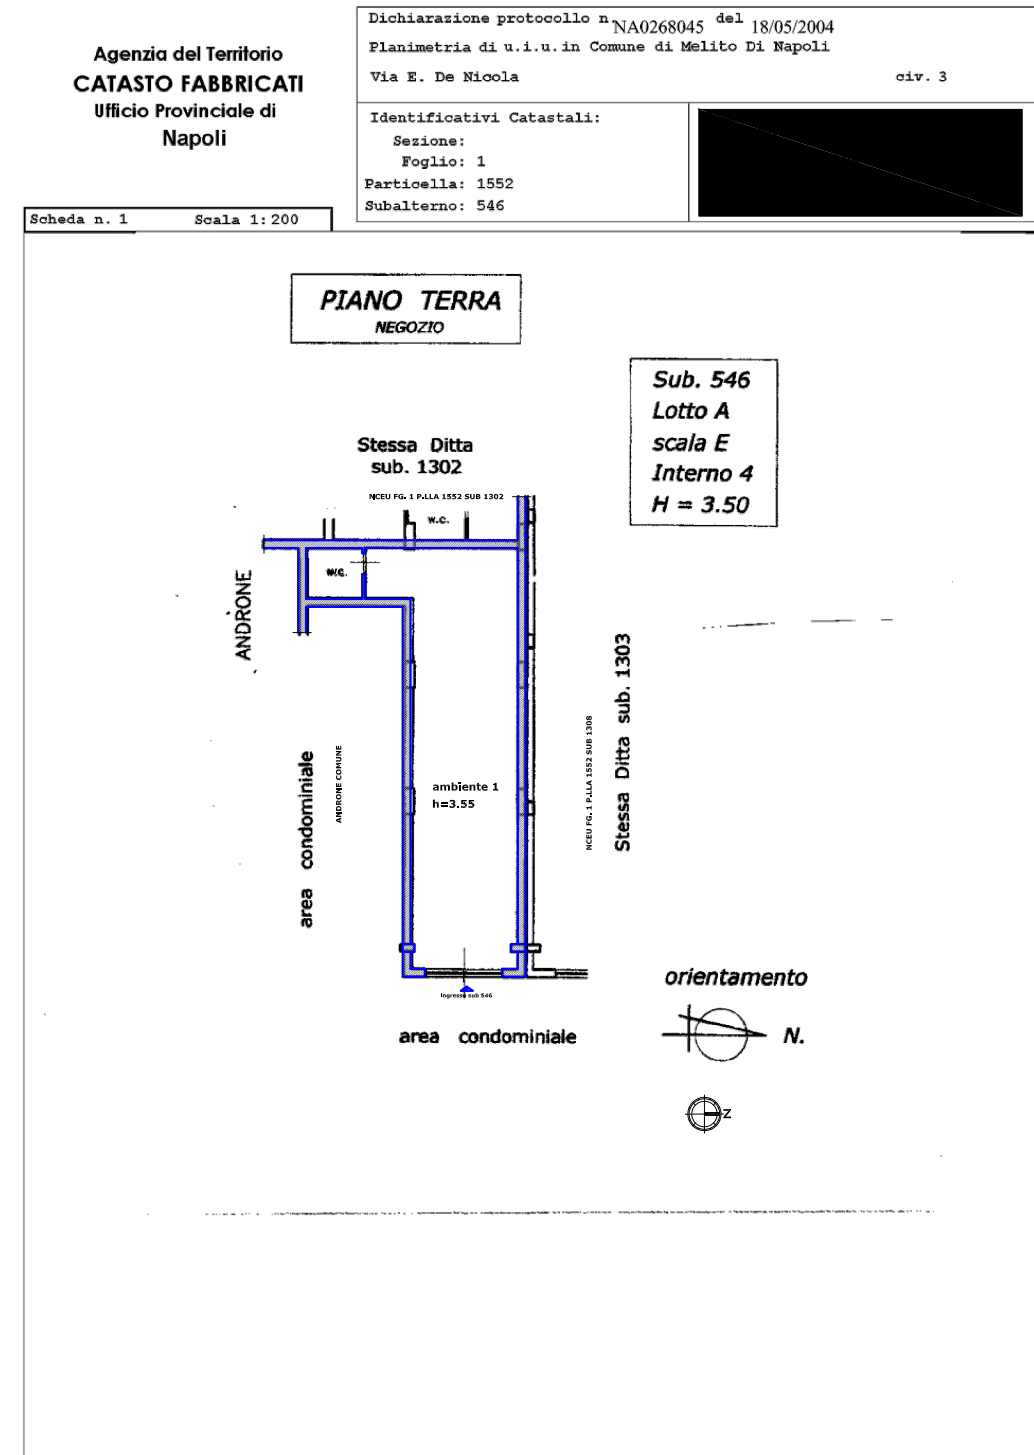 Agenzia del Territorio
CATASTO FABBRICATI
Ufficio Provinciale di
Napoli
Dichiarazione protocollo n. NA0268045 del 18/05/2004
Planimetria di u.i.u. in Comune di Melito Di Napoli
Via E. De Nicola civ. 3
Identificativi Catastali:
Sezione:
Foglio: 1
Particella: 1552
Subalterno: 546
Scheda n. 1 Scala 1:200
PIANO TERRA
NEGOZIO
Sub. 546
Lotto A
scala E
Interno 4
H = 3.50
Stessa Ditta
sub. 1302
NCEU FG. 1 P.LLA 1552 SUB 1302
W.C.
W.C.
ANDRONE
area condominiale
ANDRONE COMUNE
ambiente 1
h=3.55
NCEU FG. 1 P.LLA 1552 SUB 1308
Stessa Ditta sub. 1303
Ingresso sub 546
area condominiale
orientamento
N.
Z